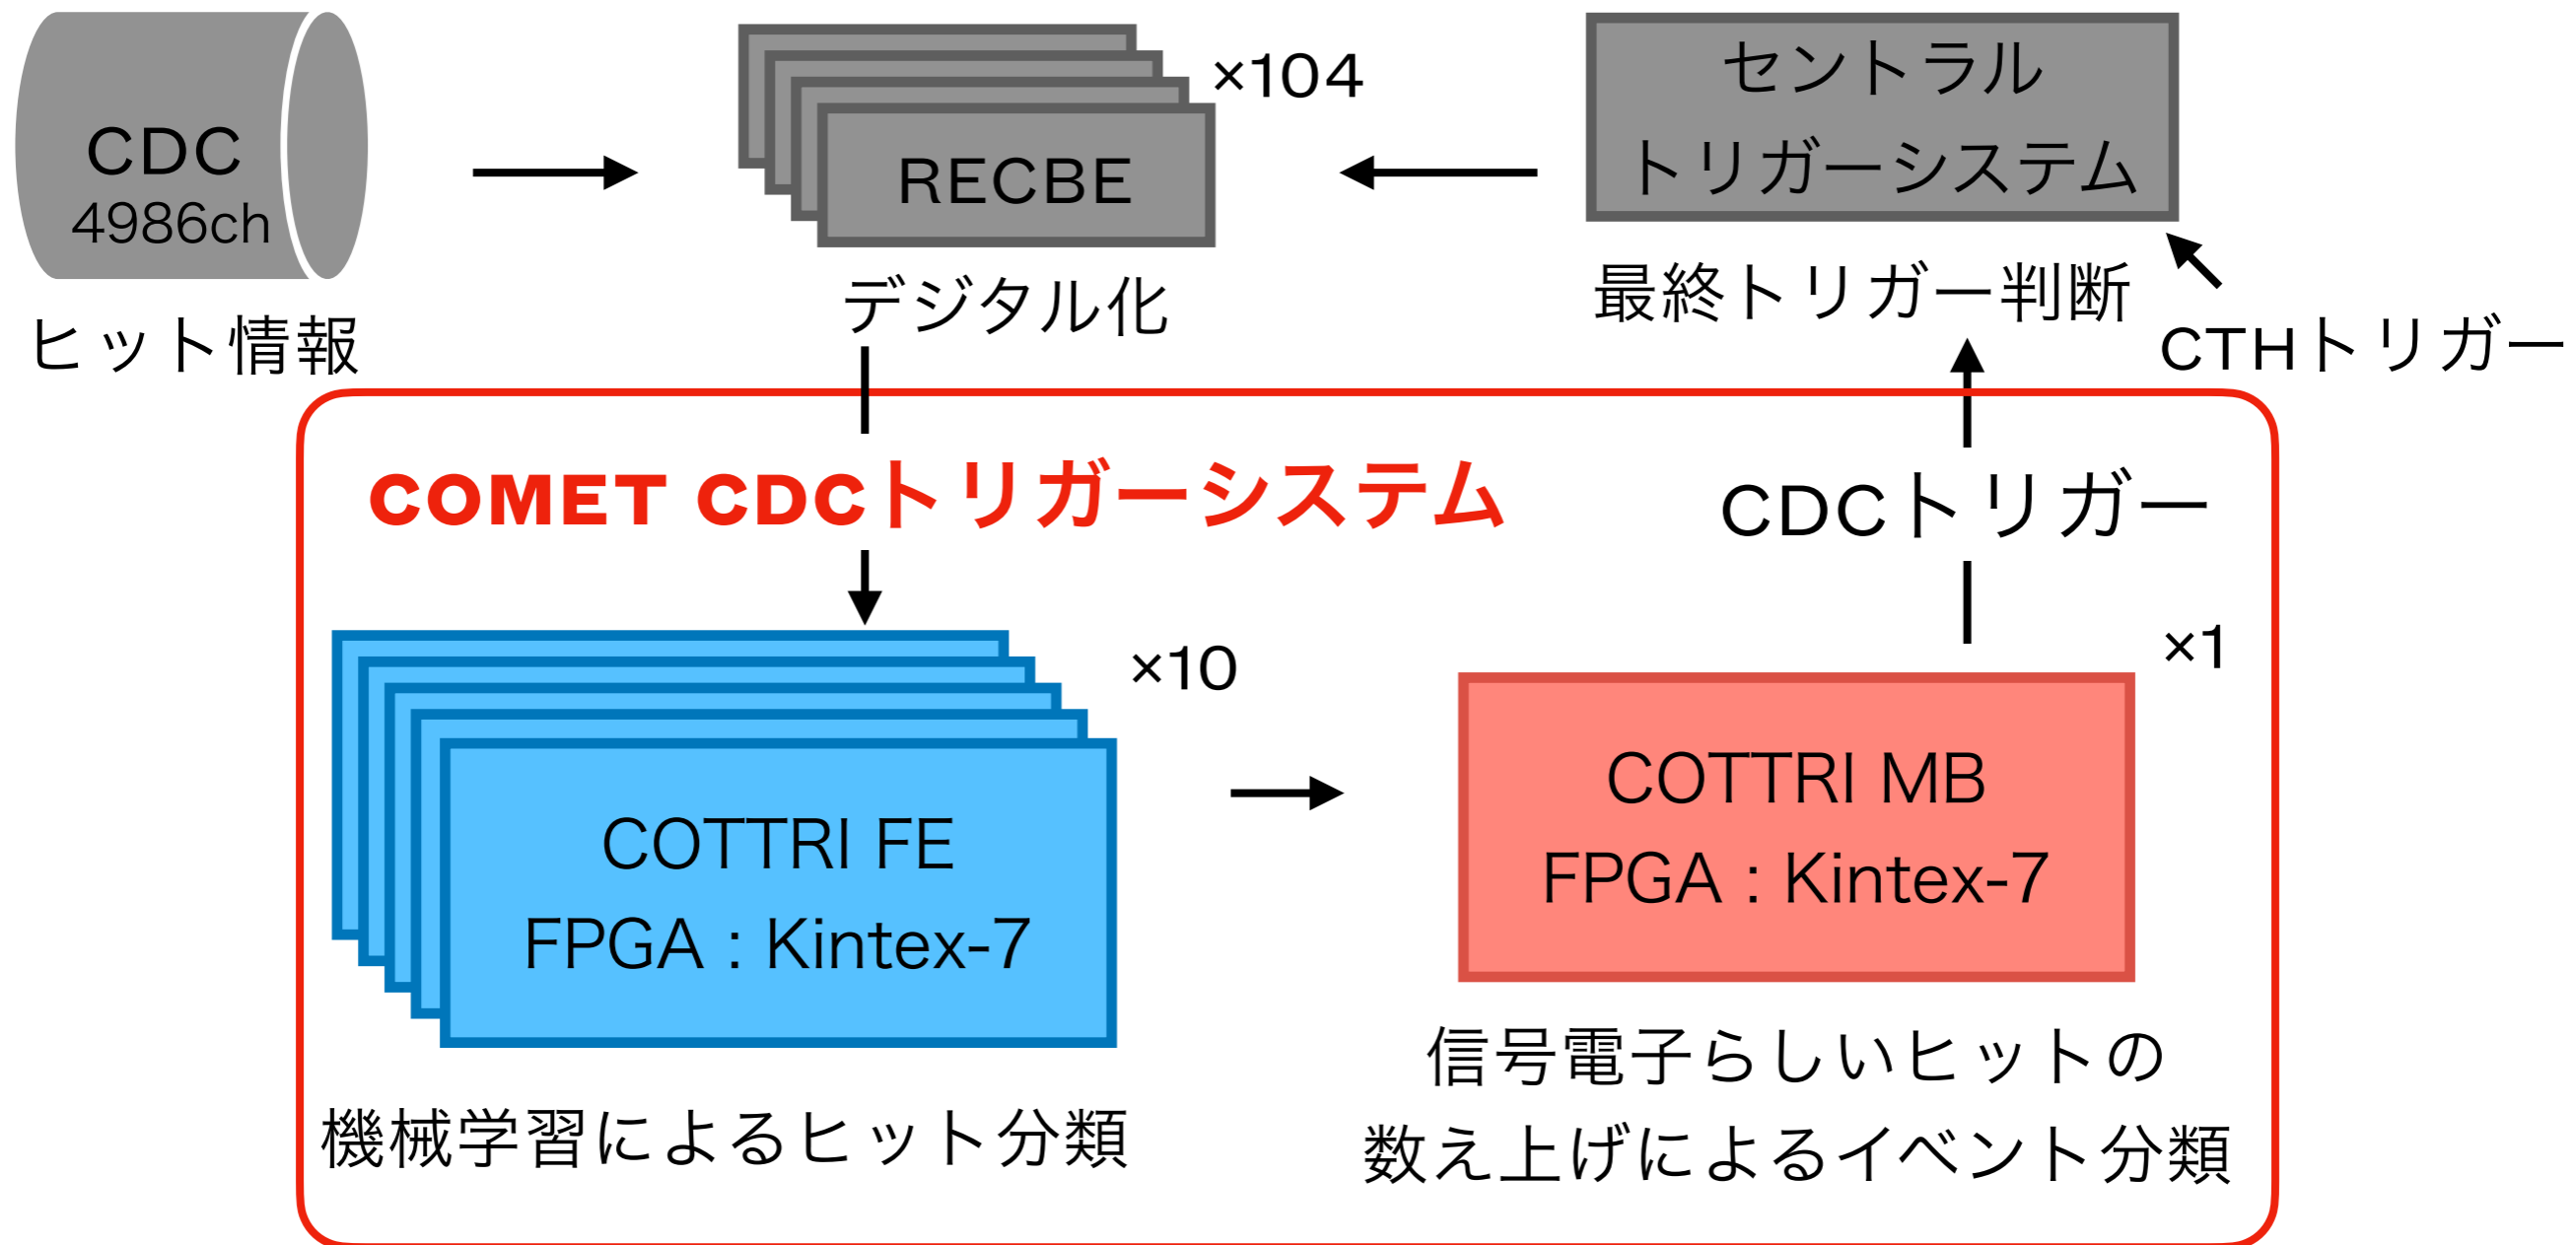 CDC
4986ch
ヒット情報
×104
RECBE
デジタル化
セントラル
トリガーシステム
最終トリガー判断
CTHトリガー
COMET CDCトリガーシステム
CDCトリガー
×10
COTTRI FE
FPGA : Kintex-7
機械学習によるヒット分類
×1
COTTRI MB
FPGA : Kintex-7
信号電子らしいヒットの
数え上げによるイベント分類